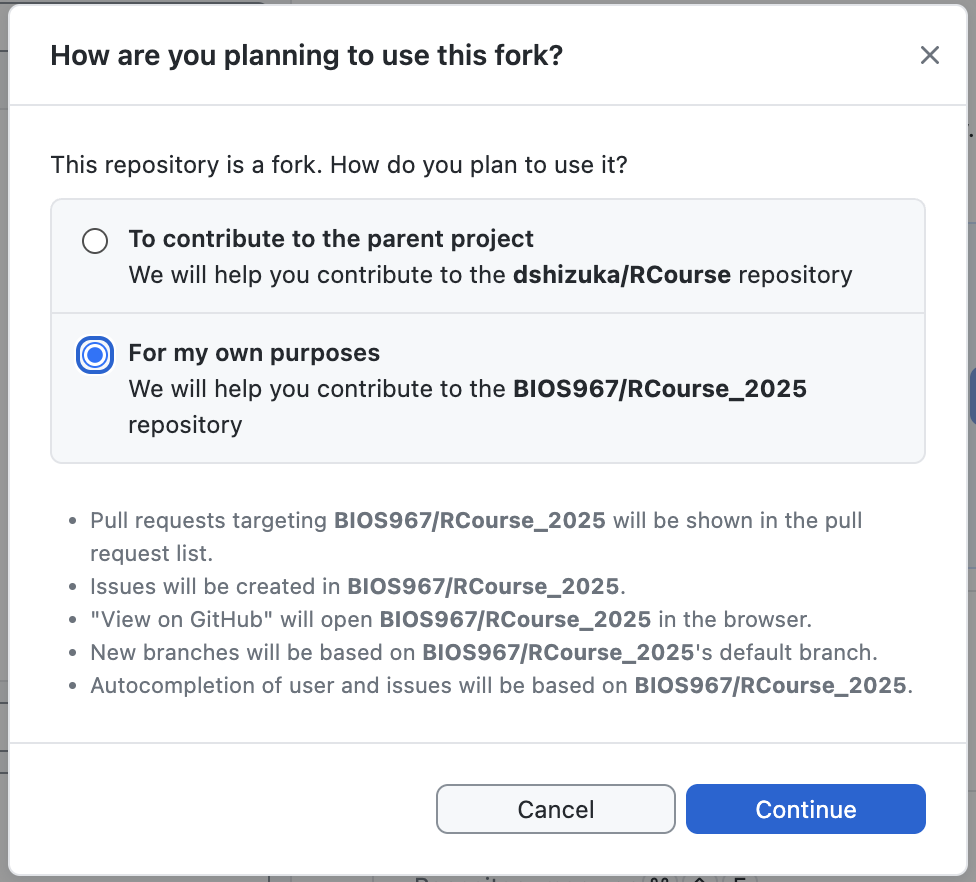 How are you planning to use this fork?
This repository is a fork. How do you plan to use it?
To contribute to the parent project
We will help you contribute to the dshizuka/RCourse repository
For my own purposes
We will help you contribute to the BIOS967/RCourse_2025
repository
• Pull requests targeting BIOS967/RCourse_2025 will be shown in the pull
request list.
• Issues will be created in BIOS967/RCourse_2025.
• "View on GitHub" will open BIOS967/RCourse_2025 in the browser.
• New branches will be based on BIOS967/RCourse_2025's default branch.
• Autocompletion of user and issues will be based on BIOS967/RCourse_2025.
Cancel Continue